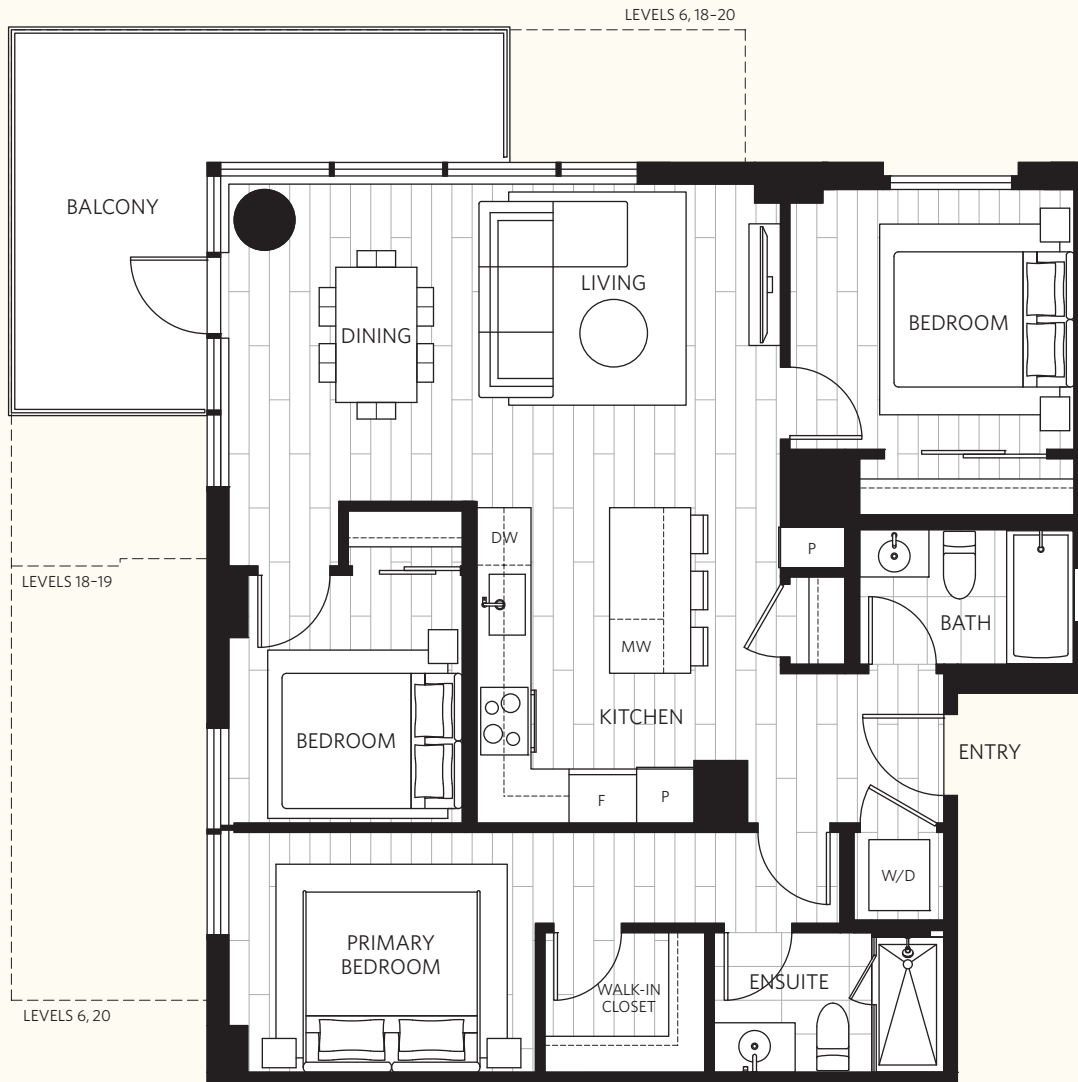 LEVELS 6, 18–20
BALCONY
LIVING
DINING
BEDROOM
DW
P
LEVELS 18–19
BATH
MW
KITCHEN
BEDROOM
ENTRY
F
P
W/D
PRIMARY
BEDROOM
ENSUITE
WALK-IN
CLOSET
LEVELS 6, 20